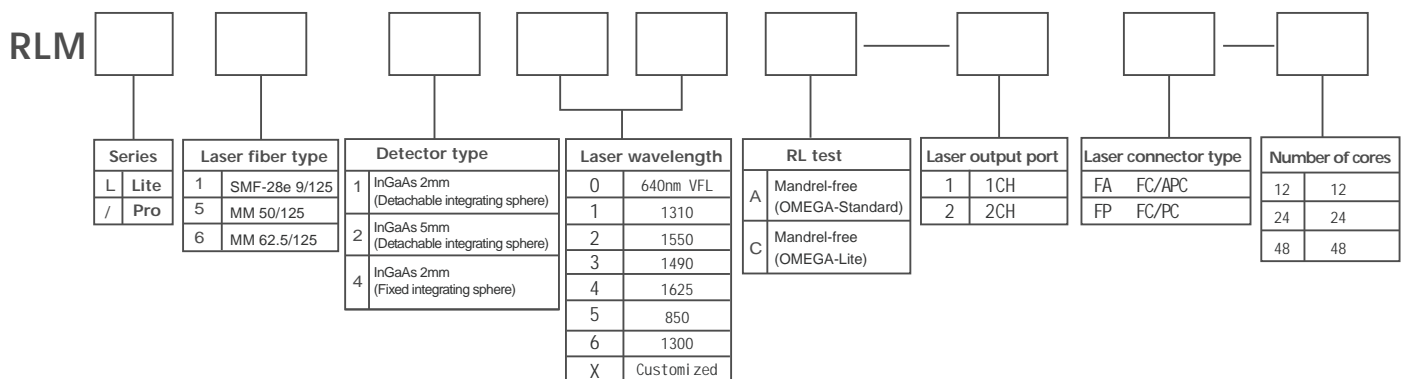 RLM
Series
L Lite
/ Pro
Laser fiber type
1 SMF-28e 9/125
5 MM 50/125
6 MM 62.5/125
Detector type
1 InGaAs 2mm
(Detachable integrating sphere)
2 InGaAs 5mm
(Detachable integrating sphere)
4 InGaAs 2mm
(Fixed integrating sphere)
Laser wavelength
0 640nm VFL
1 1310
2 1550
3 1490
4 1625
5 850
6 1300
X Customized
RL test
A Mandrel-free
(OMEGA-Standard)
C Mandrel-free
(OMEGA-Lite)
Laser output port
1 1CH
2 2CH
Laser connector type
FA FC/APC
FP FC/PC
Number of cores
12 12
24 24
48 48